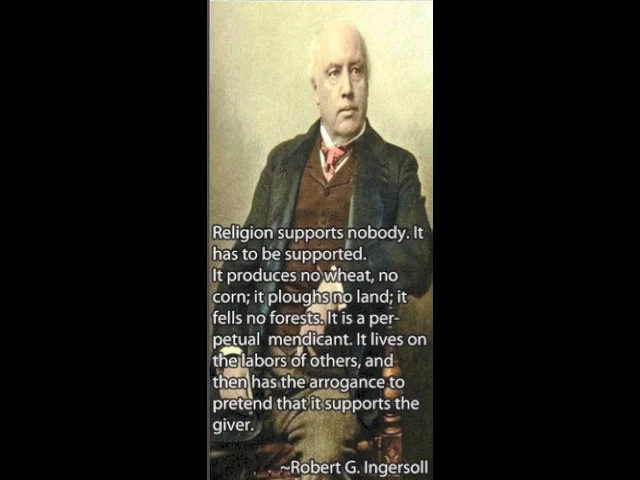 Religion supports nobody. It
has to be supported.
It produces no wheat, no
corn; it ploughs no land; it
fells no forests. It is a per-
petual mendicant. It lives on
the labors of others, and
then has the arrogance to
pretend that it supports the
giver.
~Robert G. Ingersoll